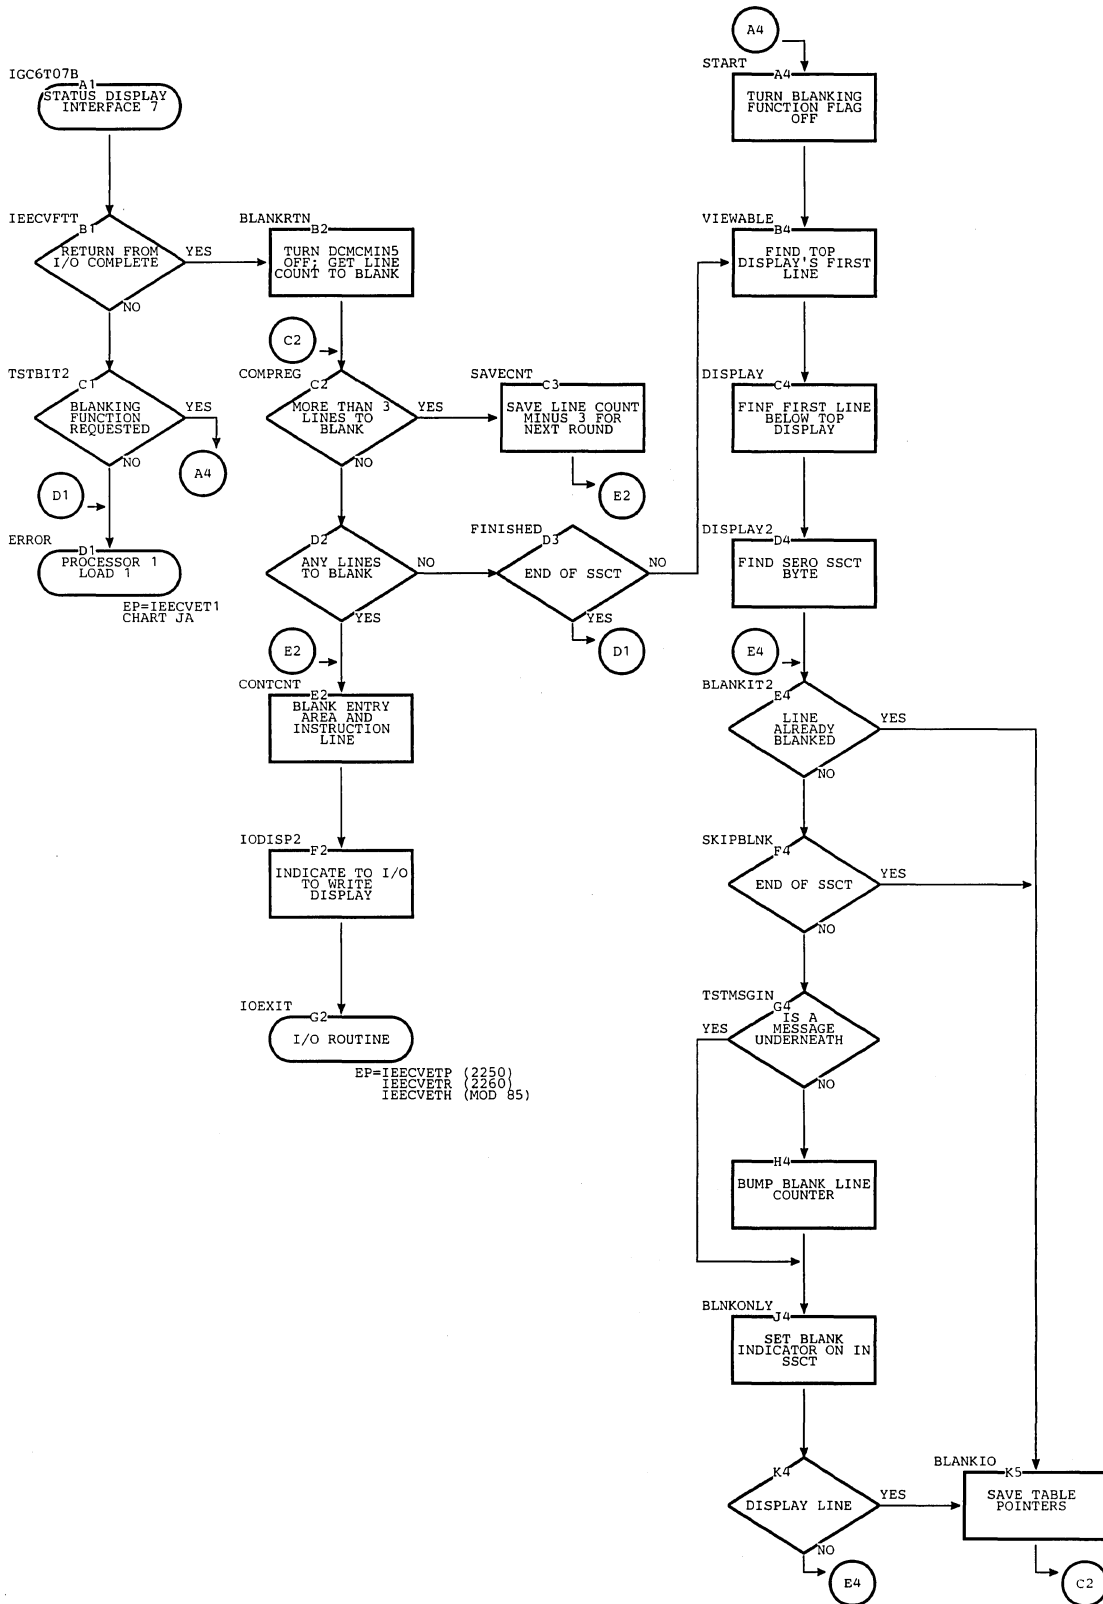 IGC6T07B
A1
STATUS DISPLAY
INTERFACE 7
IEECVFTT
B1
RETURN FROM
I/O COMPLETE
YES
NO
TSTBIT2
C1
BLANKING
FUNCTION
REQUESTED
YES
NO
A4
D1
ERROR
D1
PROCESSOR 1
LOAD 1
EP=IEECVET1
CHART JA
BLANKRTN
B2
TURN DCMCMIN5
OFF; GET LINE
COUNT TO BLANK
C2
COMPREG
C2
MORE THAN 3
LINES TO
BLANK
YES
NO
SAVECNT
C3
SAVE LINE COUNT
MINUS 3 FOR
NEXT ROUND
E2
D2
ANY LINES
TO BLANK
NO
YES
FINISHED
D3
END OF SSCT
NO
YES
D1
E2
CONTCNT
E2
BLANK ENTRY
AREA AND
INSTRUCTION
LINE
IODISP2
F2
INDICATE TO I/O
TO WRITE
DISPLAY
IOEXIT
G2
I/O ROUTINE
EP=IEECVETP (2250)
IEECVETR (2260)
IEECVETH (MOD 85)
A4
START
A4
TURN BLANKING
FUNCTION FLAG
OFF
VIEWABLE
B4
FIND TOP
DISPLAY'S FIRST
LINE
DISPLAY
C4
FINF FIRST LINE
BELOW TOP
DISPLAY
DISPLAY2
D4
FIND SERO SSCT
BYTE
E4
BLANKIT2
E4
LINE
ALREADY
BLANKED
YES
NO
SKIPBLNK
F4
END OF SSCT
YES
NO
TSTMSGIN
G4
IS A
MESSAGE
UNDERNEATH
YES
NO
H4
BUMP BLANK LINE
COUNTER
BLNKONLY
J4
SET BLANK
INDICATOR ON IN
SSCT
K4
DISPLAY LINE
YES
NO
E4
BLANKIO
K5
SAVE TABLE
POINTERS
C2